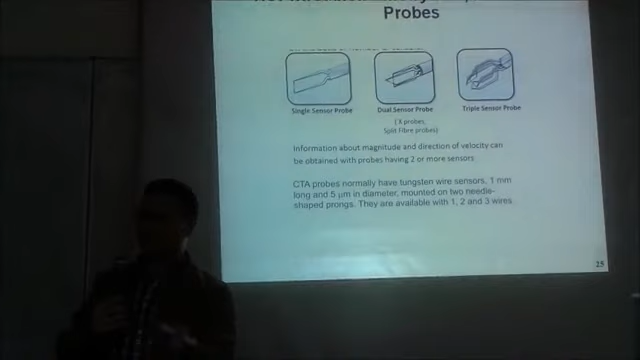 Probes
Single Sensor Probe
Dual Sensor Probe
Triple Sensor Probe
( X probes,
Split Fibre probes)
Information about magnitude and direction of velocity can
be obtained with probes having 2 or more sensors
CTA probes normally have tungsten wire sensors, 1 mm
long and 5 μm in diameter, mounted on two needle-
shaped prongs. They are available with 1, 2 and 3 wires
25